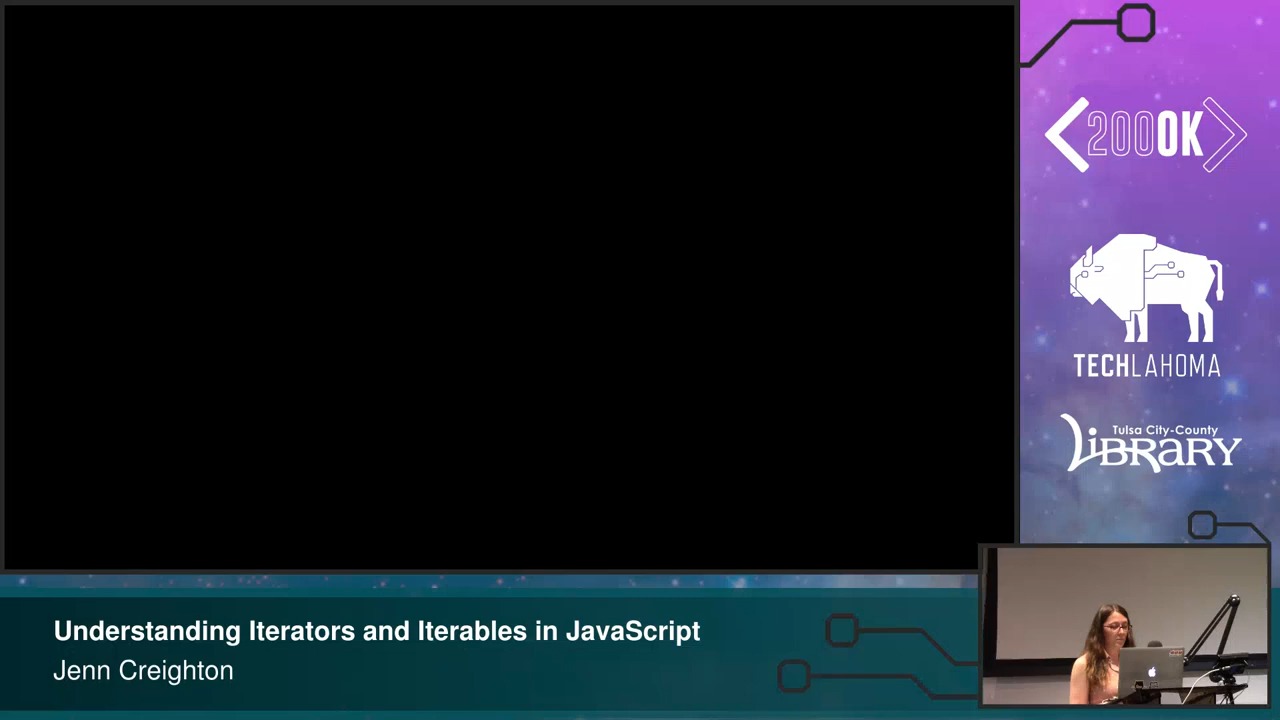 200OK
TECHLAHOMA
Tulsa City-County
LIBRARY
Understanding Iterators and Iterables in JavaScript
Jenn Creighton